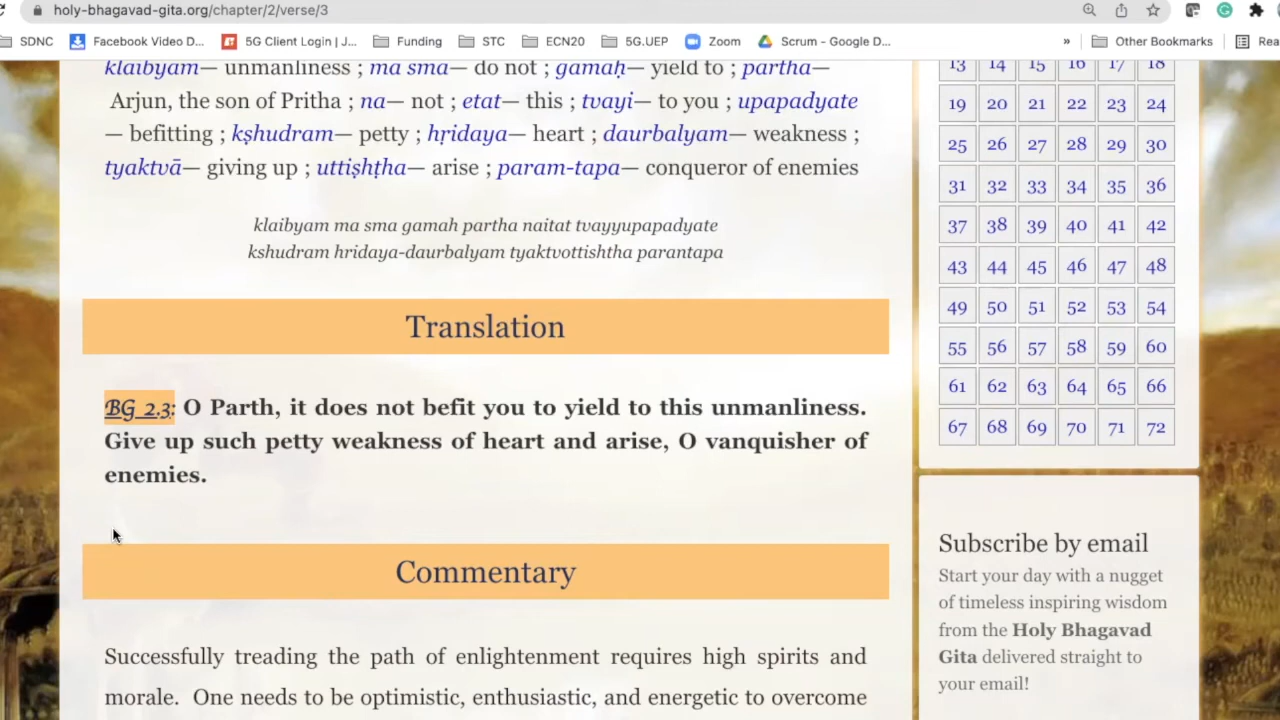 holy-bhagavad-gita.org/chapter/2/verse/3
SDNC Facebook Video D... 5G Client Login | J... Funding STC ECN20 5G.UEP Zoom Scrum - Google D... » Other Bookmarks Rea
klaibyam— unmanliness ; ma sma— do not ; gamaḥ— yield to ; partha—
Arjun, the son of Pritha ; na— not ; etat— this ; tvayi— to you ; upapadyate
— befitting ; kṣhudram— petty ; hṛidaya— heart ; daurbalyam— weakness ;
tyaktvā— giving up ; uttiṣhṭha— arise ; param-tapa— conqueror of enemies
klaibyam ma sma gamah partha naitat tvayyupapadyate
kshudram hridaya-daurbalyam tyaktvottishtha parantapa
Translation
BG 2.3: O Parth, it does not befit you to yield to this unmanliness.
Give up such petty weakness of heart and arise, O vanquisher of
enemies.
Commentary
Successfully treading the path of enlightenment requires high spirits and
morale. One needs to be optimistic, enthusiastic, and energetic to overcome
13 14 15 16 17 18
19 20 21 22 23 24
25 26 27 28 29 30
31 32 33 34 35 36
37 38 39 40 41 42
43 44 45 46 47 48
49 50 51 52 53 54
55 56 57 58 59 60
61 62 63 64 65 66
67 68 69 70 71 72
Subscribe by email
Start your day with a nugget
of timeless inspiring wisdom
from the Holy Bhagavad
Gita delivered straight to
your email!